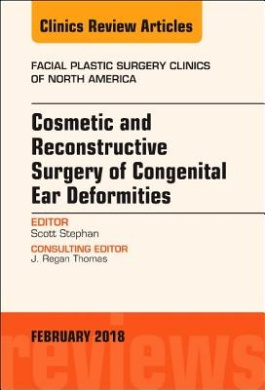 Clinics Review Articles
FACIAL PLASTIC SURGERY CLINICS
OF NORTH AMERICA
Cosmetic and
Reconstructive
Surgery of Congenital
Ear Deformities
EDITOR
Scott Stephan
CONSULTING EDITOR
J. Regan Thomas
FEBRUARY 2018
reviews